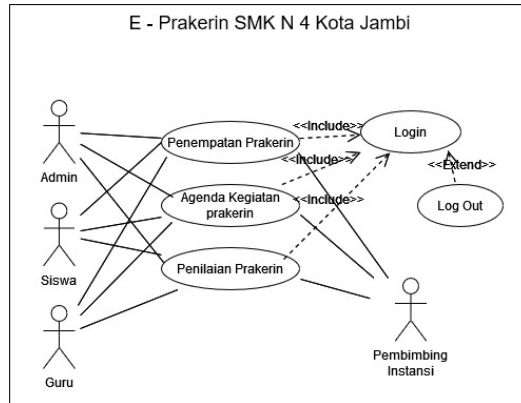 E - Prakerin SMK N 4 Kota Jambi
Admin
Siswa
Guru
Penempatan Prakerin
Agenda Kegiatan
prakerin
Penilaian Prakerin
<<Include>>
<<Include>>
<<Include>>
Login
<<Extend>>
Log Out
Pembimbing
Instansi